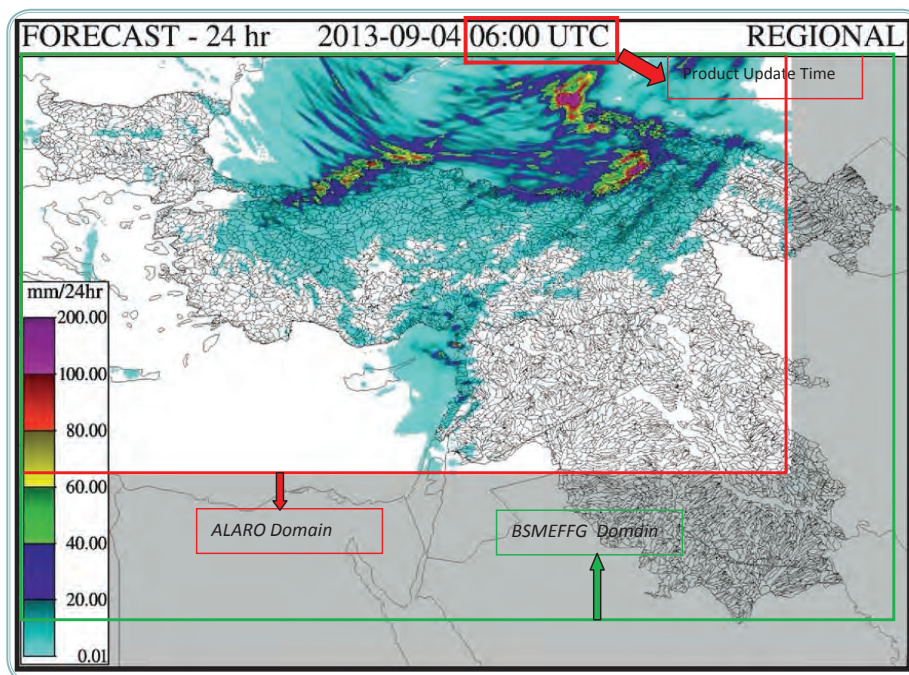 FORECAST - 24 hr 2013-09-04 06:00 UTC REGIONAL
Product Update Time
mm/24hr
200.00
100.00
80.00
60.00
40.00
20.00
0.01
ALARO Domain
BSMEFFG Domain